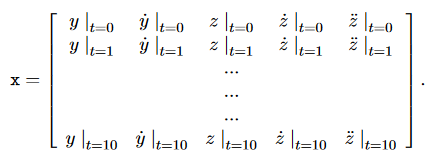 y |t=0 ẏ |t=0 z |t=0 ż |t=0 z̈ |t=0
y |t=1 ẏ |t=1 z |t=1 ż |t=1 z̈ |t=1
...
x = ... .
...
y |t=10 ẏ |t=10 z |t=10 ż |t=10 z̈ |t=10